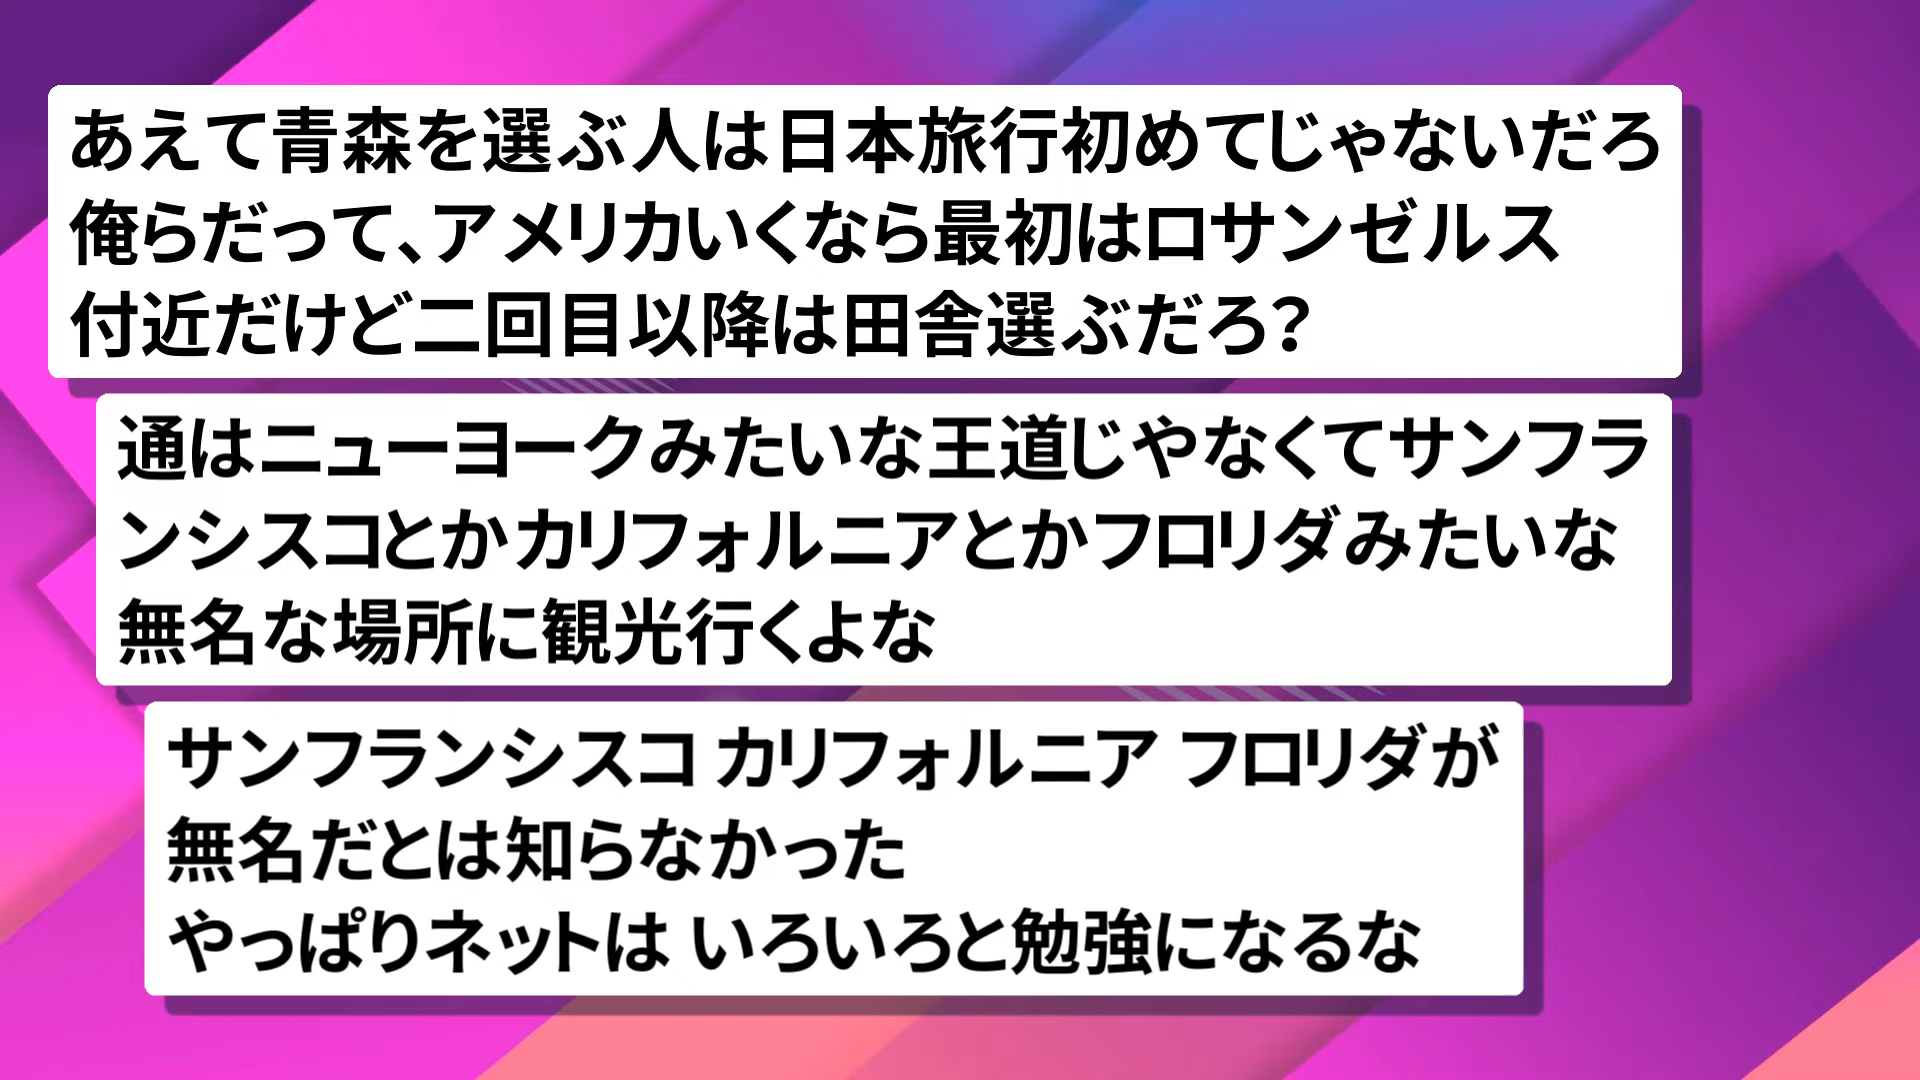 あえて青森を選ぶ人は日本旅行初めてじゃないだろ
俺らだって、アメリカいくなら最初はロサンゼルス
付近だけど二回目以降は田舎選ぶだろ?
通はニューヨークみたいな王道じやなくてサンフラ
ンシスコとかカリフォルニアとかフロリダみたいな
無名な場所に観光行くよな
サンフランシスコ カリフォルニア フロリダが
無名だとは知らなかった
やっぱりネットは いろいろと勉強になるな